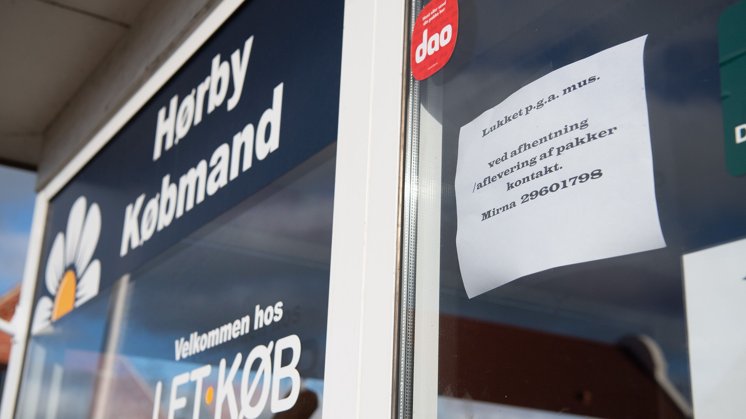 Hørby
Købmand
Velkommen hos
LET•KØB
dao
Lukket p.g.a. mus.
ved afhentning
/aflevering af pakker
kontakt.
Mirna 29601798
D